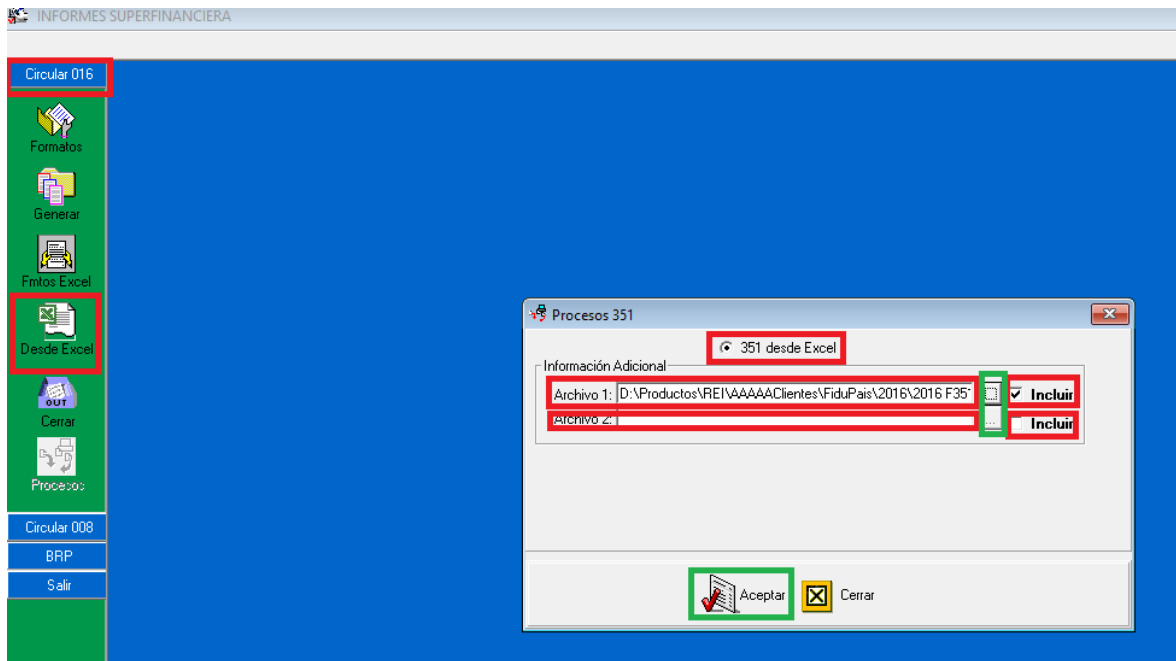 INFORMES SUPERFINANCIERA
Circular 016
Formatos
Generar
Fmtos Excel
Desde Excel
OUT
Cerrar
Procesos
Circular 008
BRP
Salir
Procesos 351
351 desde Excel
Información Adicional
Archivo 1: D:\Productos\REI\AAAAAClientes\FiduPais\2016\2016 F351 ... Incluir
Archivo 2: ... Incluir
Aceptar Cerrar